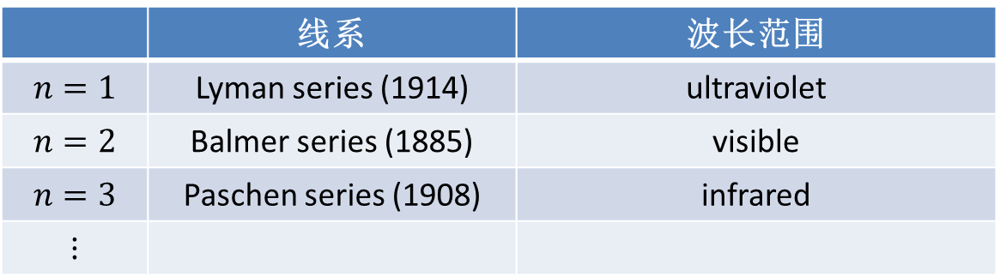 线系 波长范围
n = 1 Lyman series (1914) ultraviolet
n = 2 Balmer series (1885) visible
n = 3 Paschen series (1908) infrared
⋮